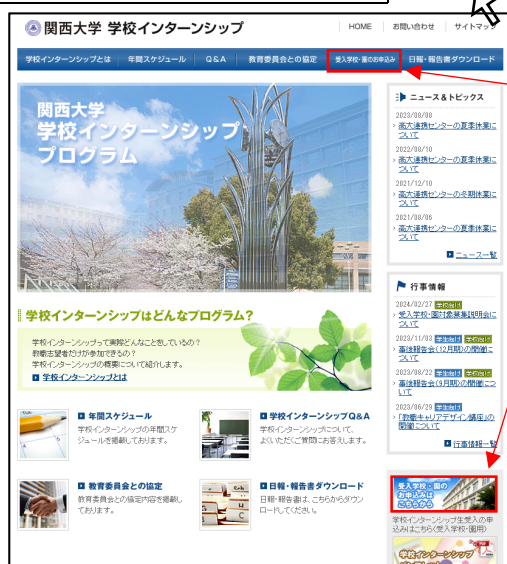 関西大学 学校インターンシップ
HOME
お問い合わせ
サイトマップ
学校インターンシップとは
年間スケジュール
Q&A
教育委員会との協定
受入学校・園のお申込み
日報・報告書ダウンロード
関西大学
学校インターンシップ
プログラム
ニュース&トピックス
2023/08/08
高大連携センターの夏季休業に
ついて
2022/08/10
高大連携センターの夏季休業に
ついて
2021/12/10
高大連携センターの冬期休業に
ついて
2021/08/06
高大連携センターの夏季休業に
ついて
ニュース一覧
行事情報
2024/02/27 学校向け
受入学校・園対象募集説明会に
ついて
2023/11/03 学生向け 学校向け
事後報告会(12月期)の開催に
ついて
2023/08/22 学生向け 学校向け
事後報告会(9月期)の開催につ
いて
2023/06/29 学生向け
「教職キャリアデザイン講座」の
開催について
行事情報一覧
学校インターンシップはどんなプログラム?
学校インターンシップって実際どんなことをしているの?
教職志望者だけが参加できるの?
学校インターンシップの概要について紹介します。
学校インターンシップとは
年間スケジュール
学校インターンシップの年間スケ
ジュールを掲載しております。
学校インターンシップQ&A
学校インターンシップについて、
よくいただくご質問にお答えします。
教育委員会との協定
教育委員会との協定内容を掲載し
ております。
日報・報告書ダウンロード
日報・報告書は、こちらからダウン
ロードしてください。
受入学校・園の
お申込みは
こちらから
学校インターンシップ生受入の申
込みはこちら(受入学校・園用)
学校インターンシップ